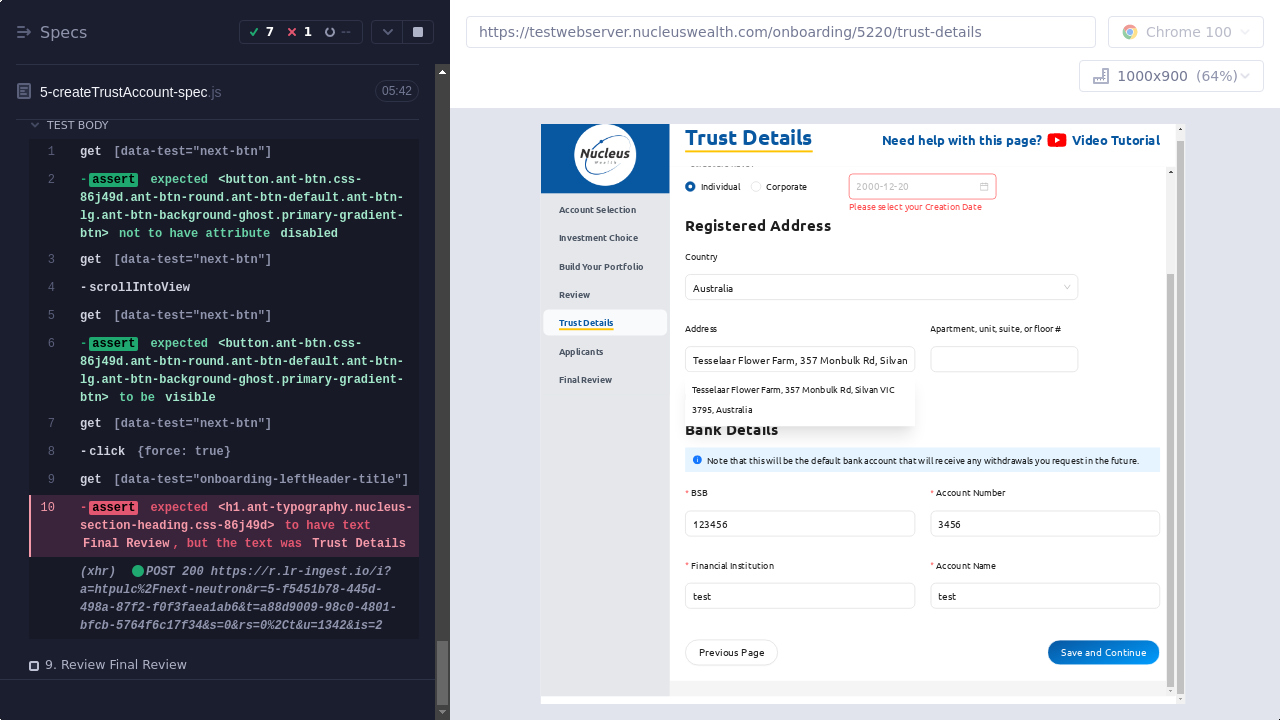 Specs
7
1
--
5-createTrustAccount-spec.js
05:42
TEST BODY
1 get [data-test="next-btn"]
2 -assert expected <button.ant-btn.css-
86j49d.ant-btn-round.ant-btn-default.ant-btn-
lg.ant-btn-background-ghost.primary-gradient-
btn> not to have attribute disabled
3 get [data-test="next-btn"]
4 -scrollIntoView
5 get [data-test="next-btn"]
6 -assert expected <button.ant-btn.css-
86j49d.ant-btn-round.ant-btn-default.ant-btn-
lg.ant-btn-background-ghost.primary-gradient-
btn> to be visible
7 get [data-test="next-btn"]
8 -click {force: true}
9 get [data-test="onboarding-leftHeader-title"]
10 -assert expected <h1.ant-typography.nucleus-
section-heading.css-86j49d> to have text
Final Review, but the text was Trust Details
(xhr) POST 200 https://r.lr-ingest.io/i?
a=htpulc%2Fnext-neutron&r=5-f5451b78-445d-
498a-87f2-f0f3faea1ab6&t=a88d9009-98c0-4801-
bfcb-5764f6c17f34&s=0&rs=0%2Ct&u=1342&is=2
9. Review Final Review
https://testwebserver.nucleuswealth.com/onboarding/5220/trust-details
Chrome 100
1000x900 (64%)
Nucleus
Wealth
Account Selection
Investment Choice
Build Your Portfolio
Review
Trust Details
Applicants
Final Review
Trust Details
Need help with this page? Video Tutorial
Individual
Corporate
2000-12-20
Please select your Creation Date
Registered Address
Country
Australia
Address
Apartment, unit, suite, or floor #
Tesselaar Flower Farm, 357 Monbulk Rd, Silvan
Tesselaar Flower Farm, 357 Monbulk Rd, Silvan VIC
3795, Australia
Bank Details
Note that this will be the default bank account that will receive any withdrawals you request in the future.
* BSB
* Account Number
123456
3456
* Financial Institution
* Account Name
test
test
Previous Page
Save and Continue